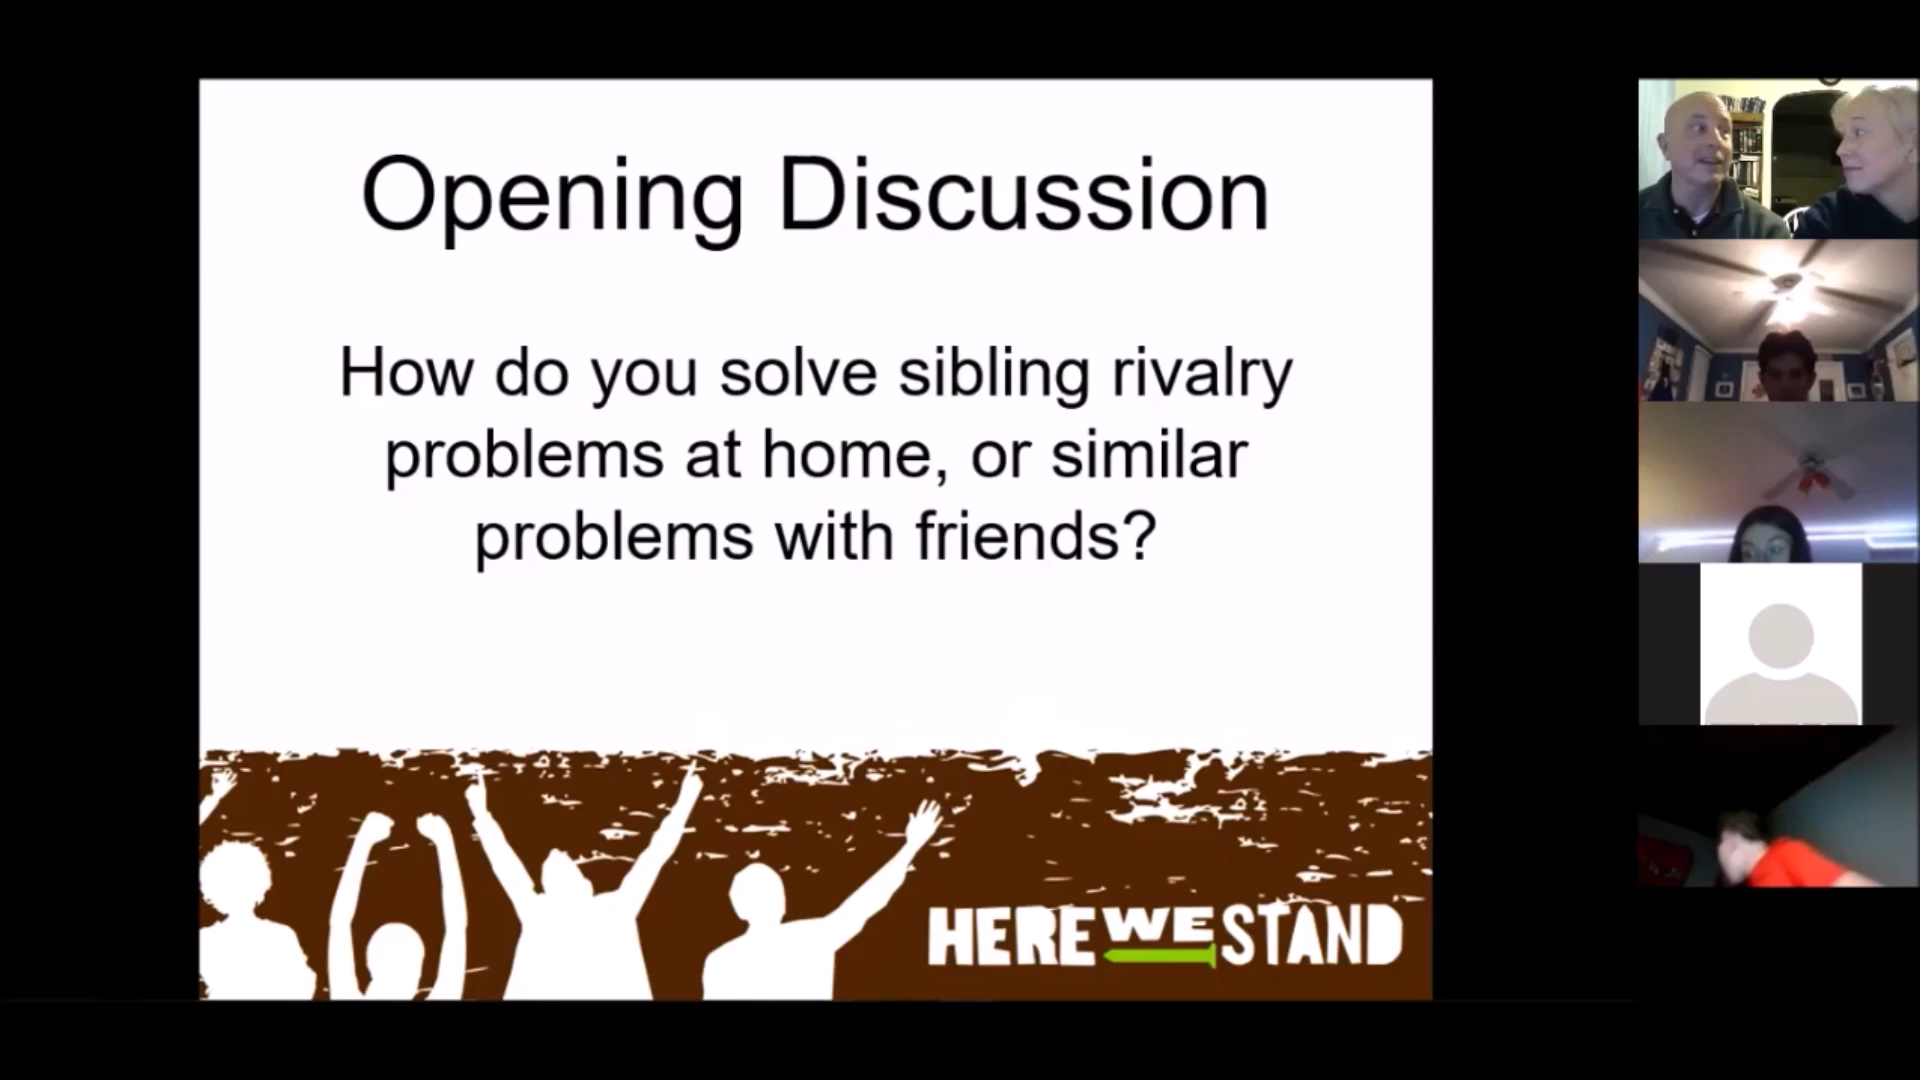 Opening Discussion
How do you solve sibling rivalry
problems at home, or similar
problems with friends?
HERE WE STAND